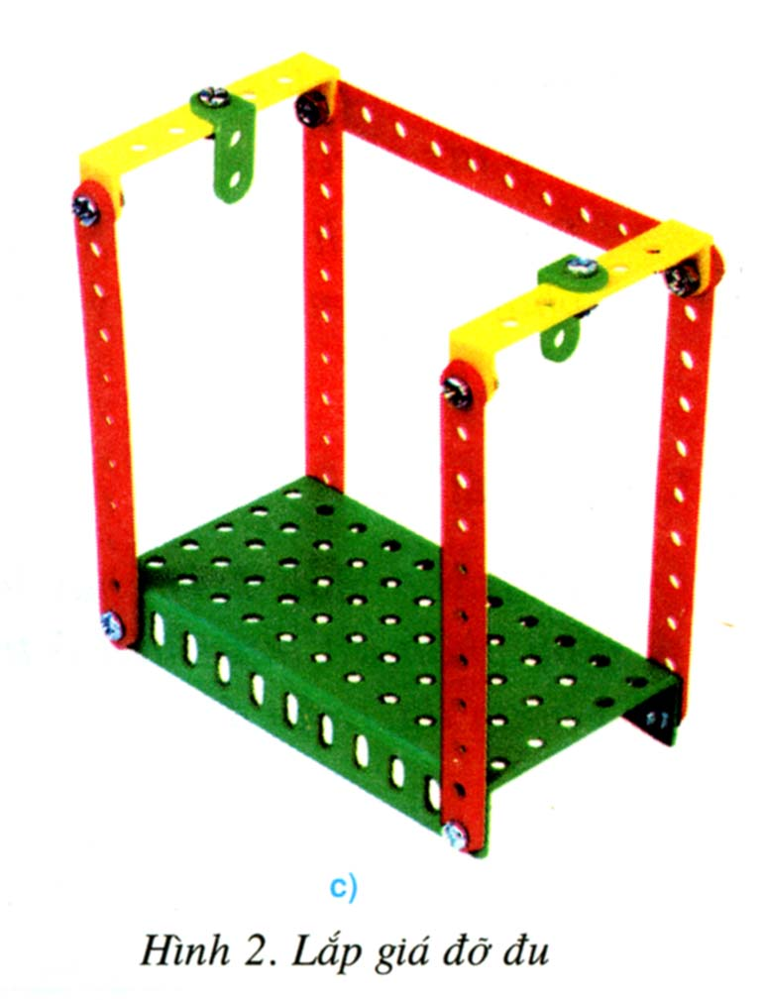 c)
Hình 2. Lắp giá đỡ đu